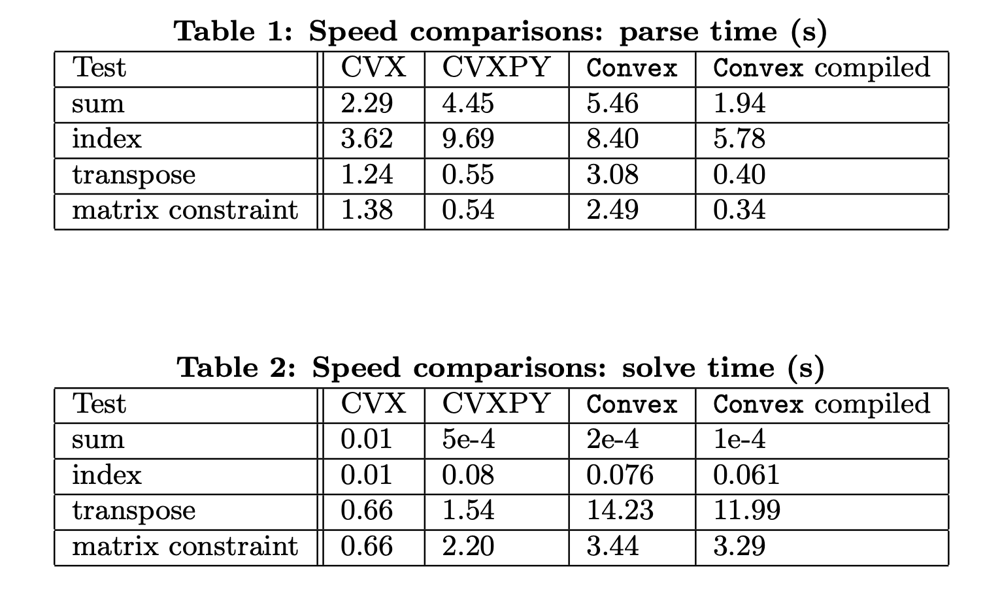 Table 1: Speed comparisons: parse time (s)
Test CVX CVXPY Convex Convex compiled
sum 2.29 4.45 5.46 1.94
index 3.62 9.69 8.40 5.78
transpose 1.24 0.55 3.08 0.40
matrix constraint 1.38 0.54 2.49 0.34
Table 2: Speed comparisons: solve time (s)
Test CVX CVXPY Convex Convex compiled
sum 0.01 5e-4 2e-4 1e-4
index 0.01 0.08 0.076 0.061
transpose 0.66 1.54 14.23 11.99
matrix constraint 0.66 2.20 3.44 3.29